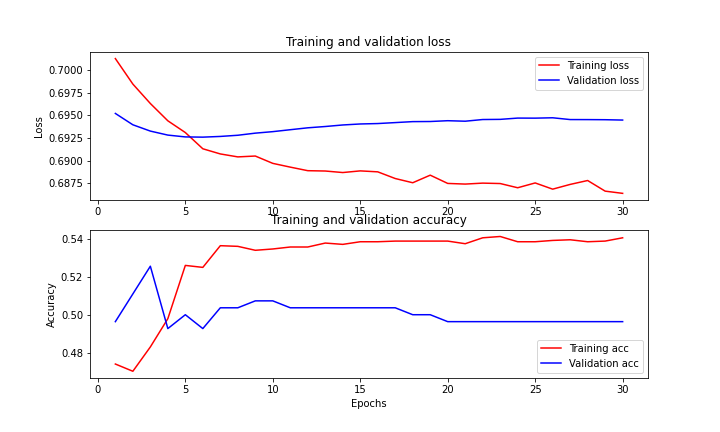 Training and validation loss
0.7000
0.6975
0.6950
0.6925
0.6900
0.6875
Loss
Training loss
Validation loss
0 5 10 15 20 25 30
Training and validation accuracy
0.54
0.52
0.50
0.48
Accuracy
Training acc
Validation acc
0 5 10 15 20 25 30
Epochs